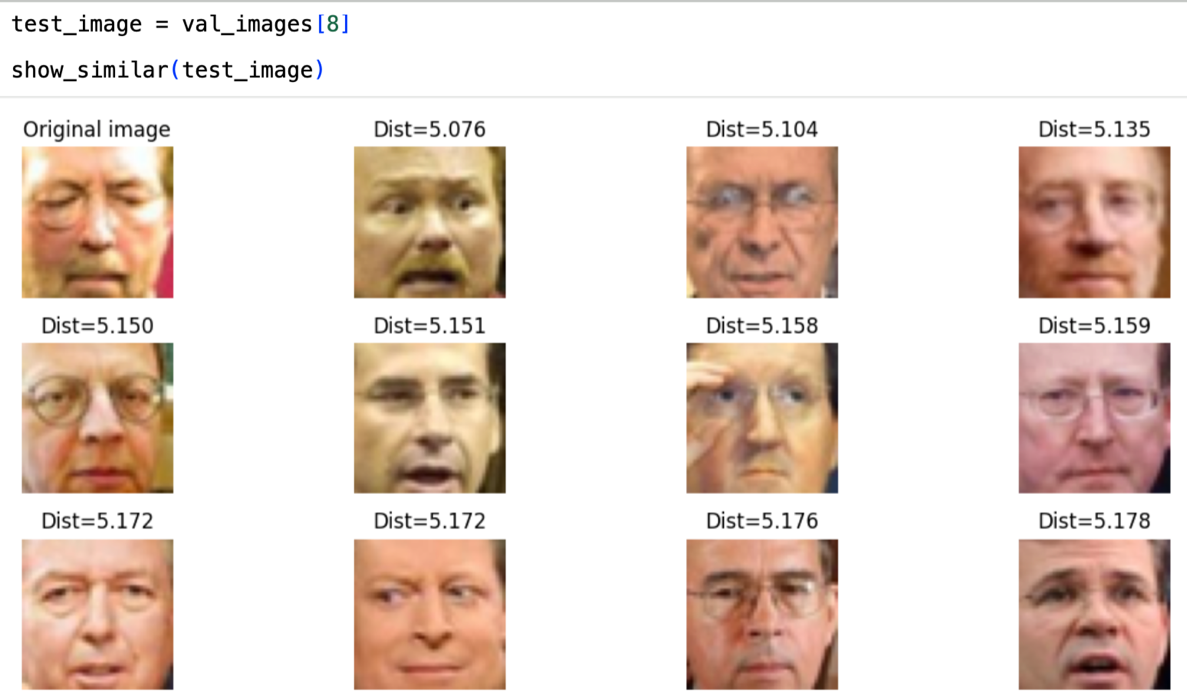 test_image = val_images[8]
show_similar(test_image)
Original image
Dist=5.076
Dist=5.104
Dist=5.135
Dist=5.150
Dist=5.151
Dist=5.158
Dist=5.159
Dist=5.172
Dist=5.172
Dist=5.176
Dist=5.178